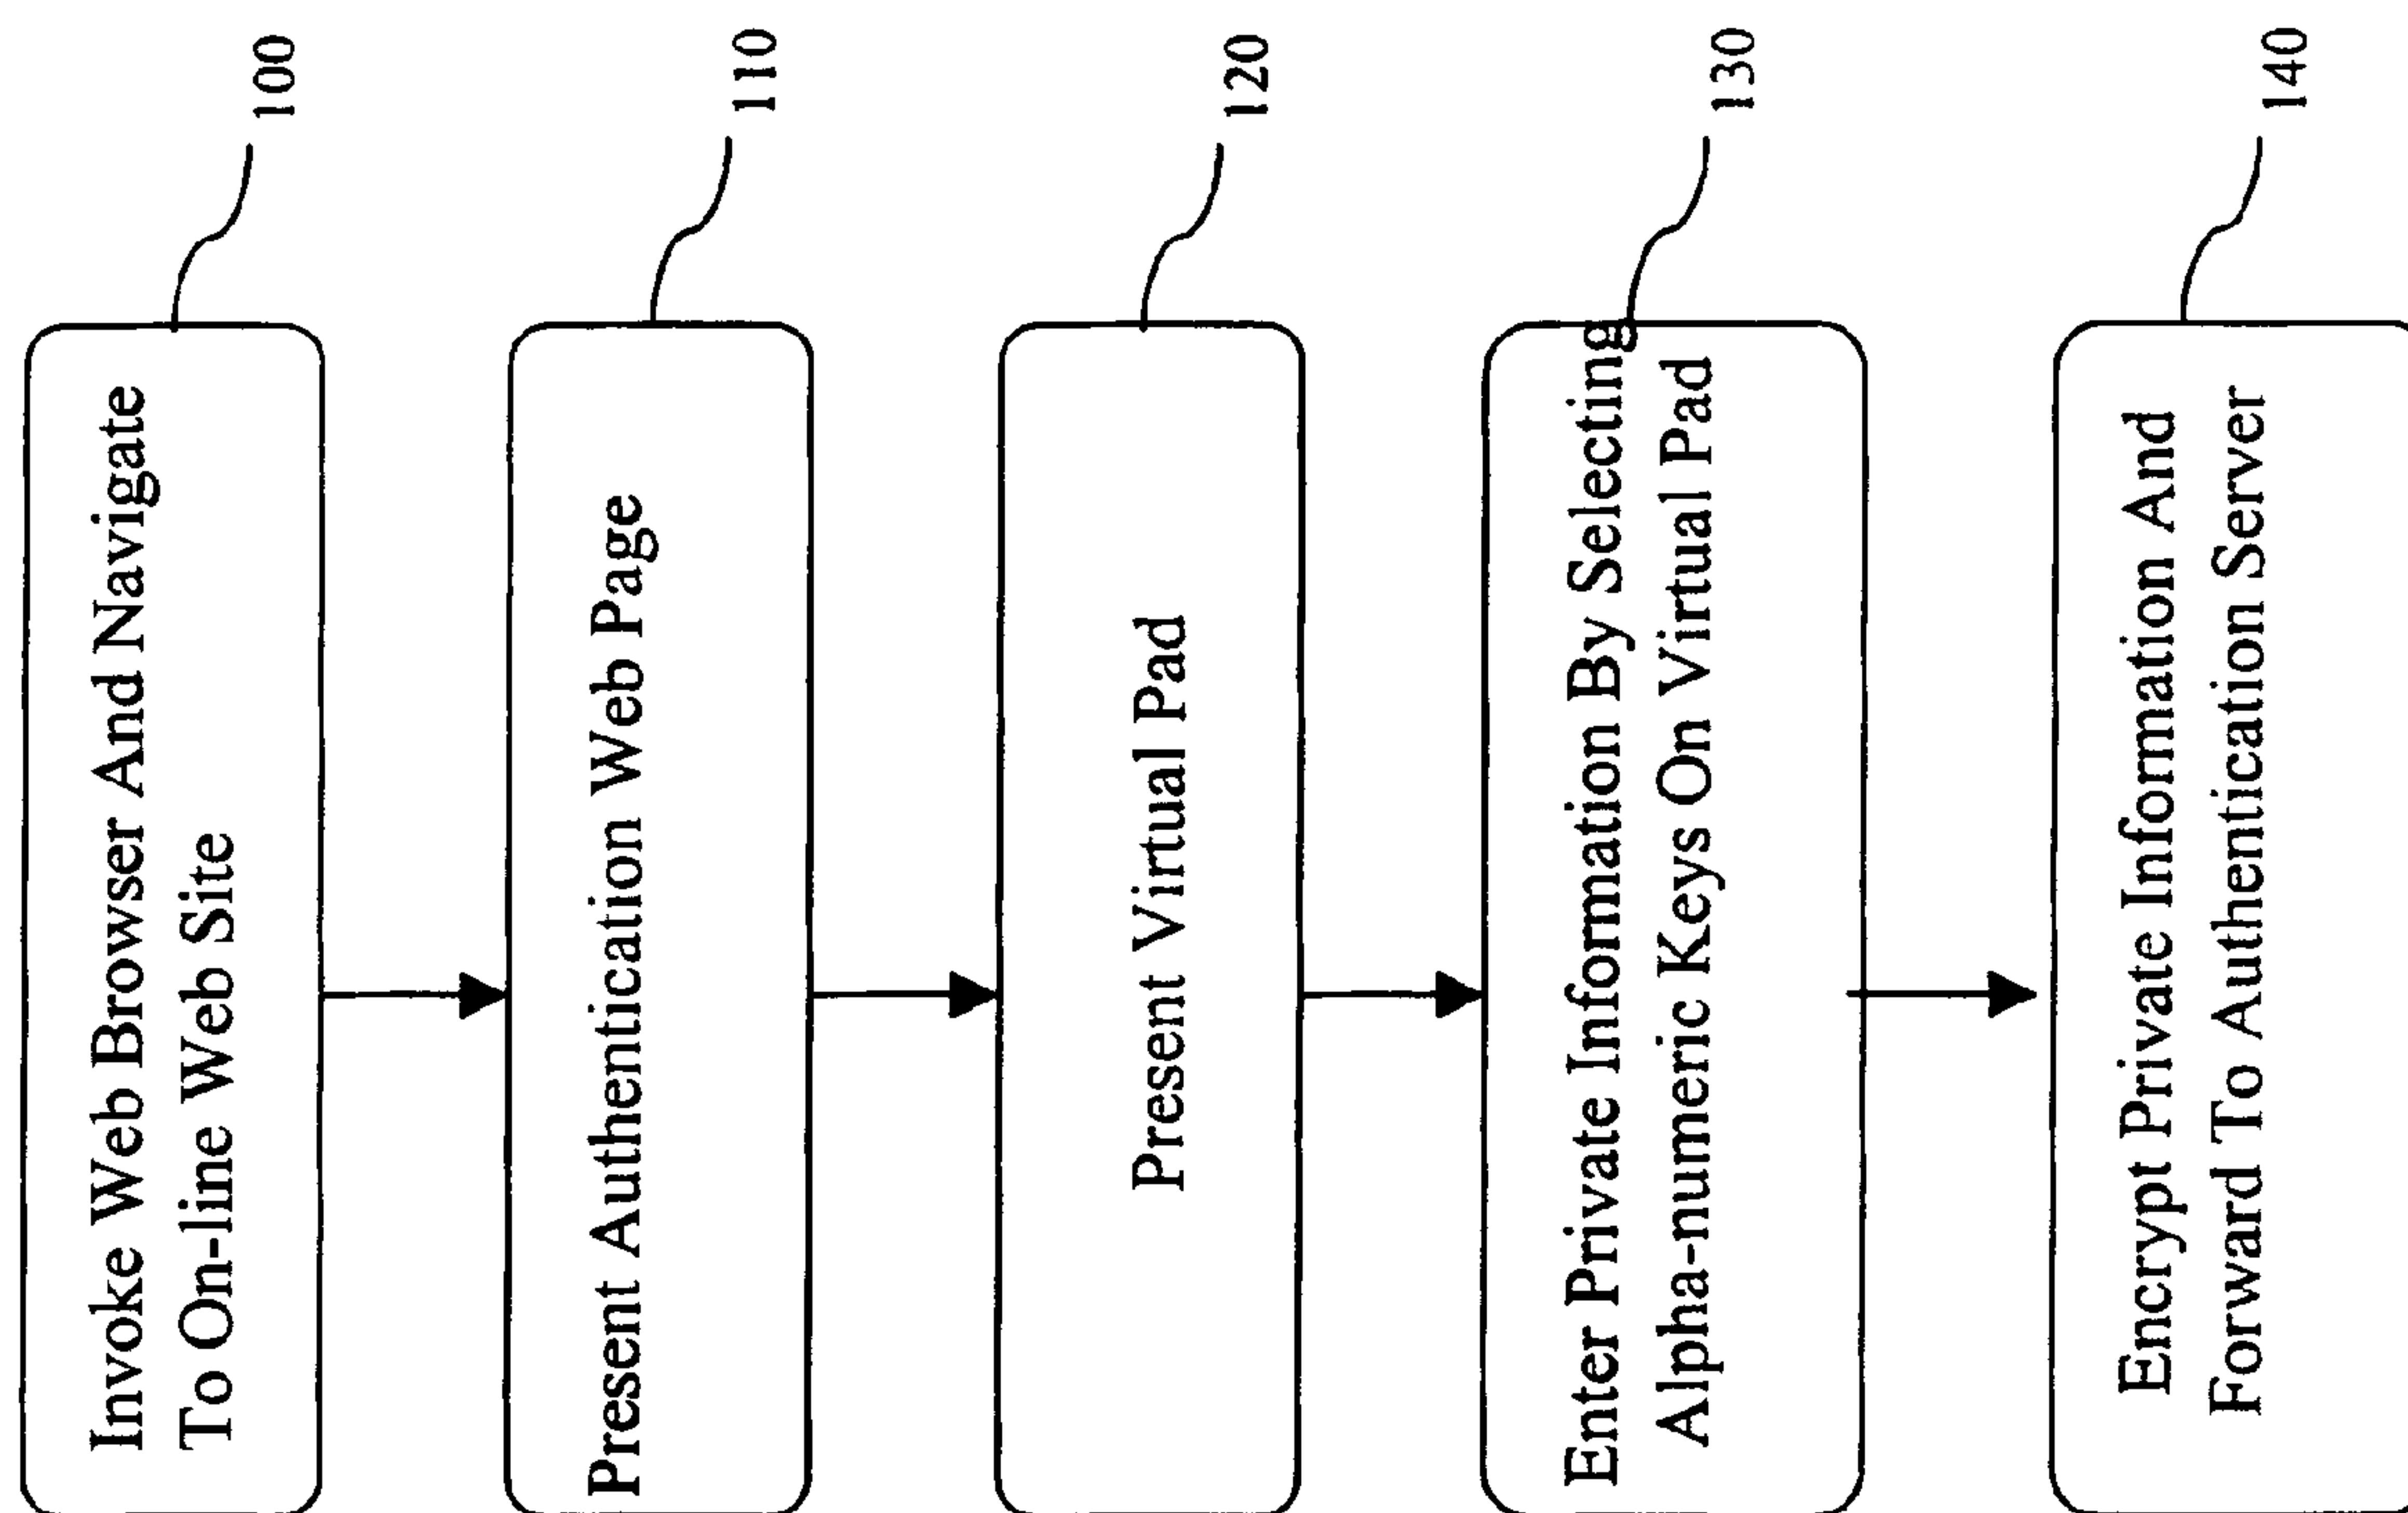 Invoke Web Browser And Navigate
To On-line Web Site
100
Present Authentication Web Page
110
Present Virtual Pad
120
Enter Private Information By Selecting
Alpha-numeric Keys On Virtual Pad
130
Encrypt Private Information And
Forward To Authentication Server
140